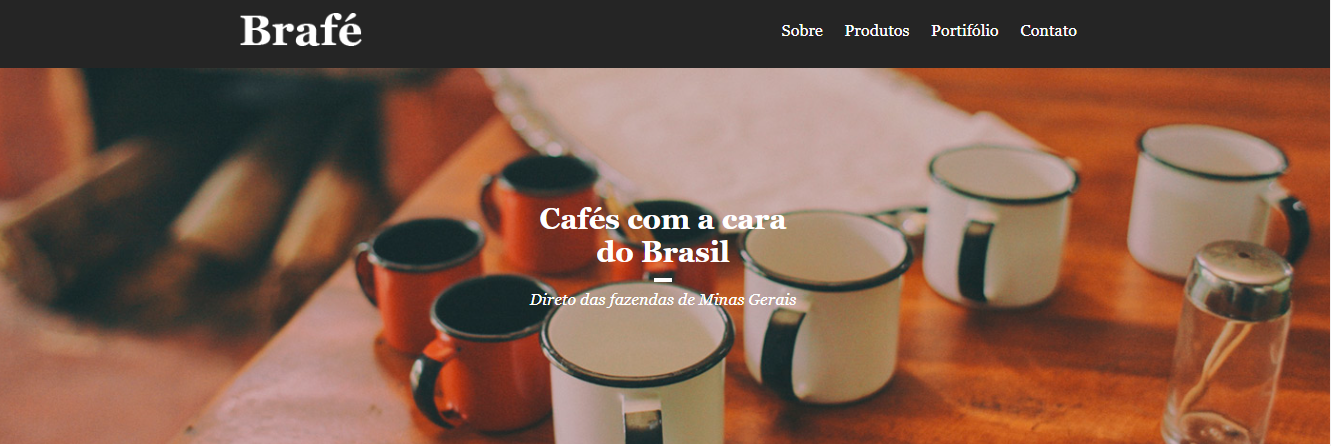 Brafé
Sobre Produtos Portifólio Contato
Cafés com a cara
do Brasil
Direto das fazendas de Minas Gerais